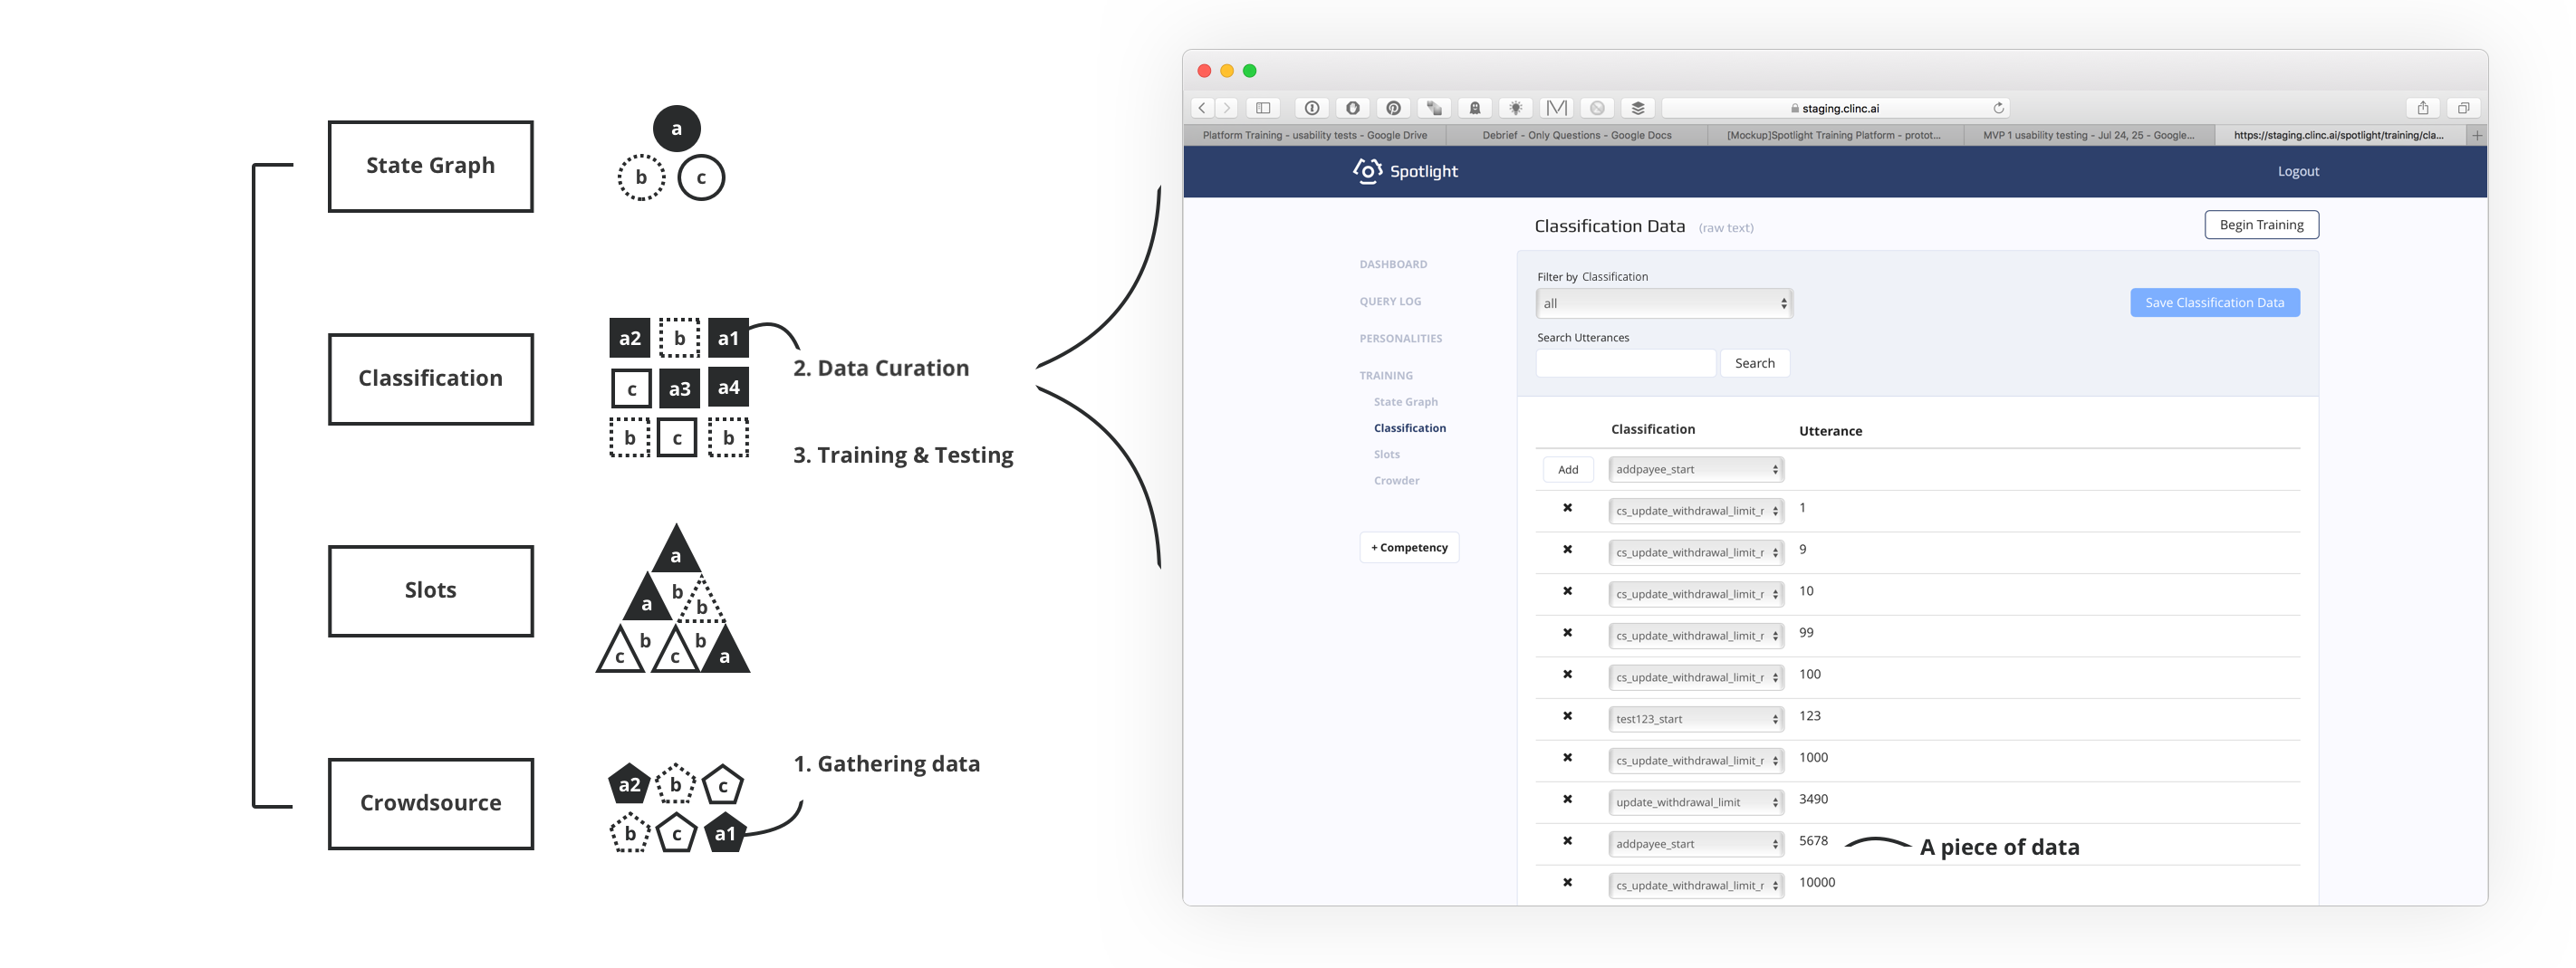 State Graph
a
b
c
Classification
a2
b
a1
c
a3
a4
b
c
b
2. Data Curation
3. Training & Testing
Slots
a
a
b
b
c
b
c
b
a
Crowdsource
a2
b
c
b
c
a1
1. Gathering data
staging.clinc.ai
Platform Training - usability tests - Google Drive
Debrief - Only Questions - Google Docs
[Mockup]Spotlight Training Platform - protot...
MVP 1 usability testing - Jul 24, 25 - Google...
https://staging.clinc.ai/spotlight/training/cla...
Spotlight
Logout
Classification Data (raw text)
Begin Training
DASHBOARD
QUERY LOG
PERSONALITIES
TRAINING
State Graph
Classification
Slots
Crowder
+ Competency
Filter by Classification
all
Save Classification Data
Search Utterances
Search
Classification Utterance
Add addpayee_start
cs_update_withdrawal_limit_r 1
cs_update_withdrawal_limit_r 9
cs_update_withdrawal_limit_r 10
cs_update_withdrawal_limit_r 99
cs_update_withdrawal_limit_r 100
test123_start 123
cs_update_withdrawal_limit_r 1000
update_withdrawal_limit 3490
addpayee_start 5678
A piece of data
cs_update_withdrawal_limit_r 10000